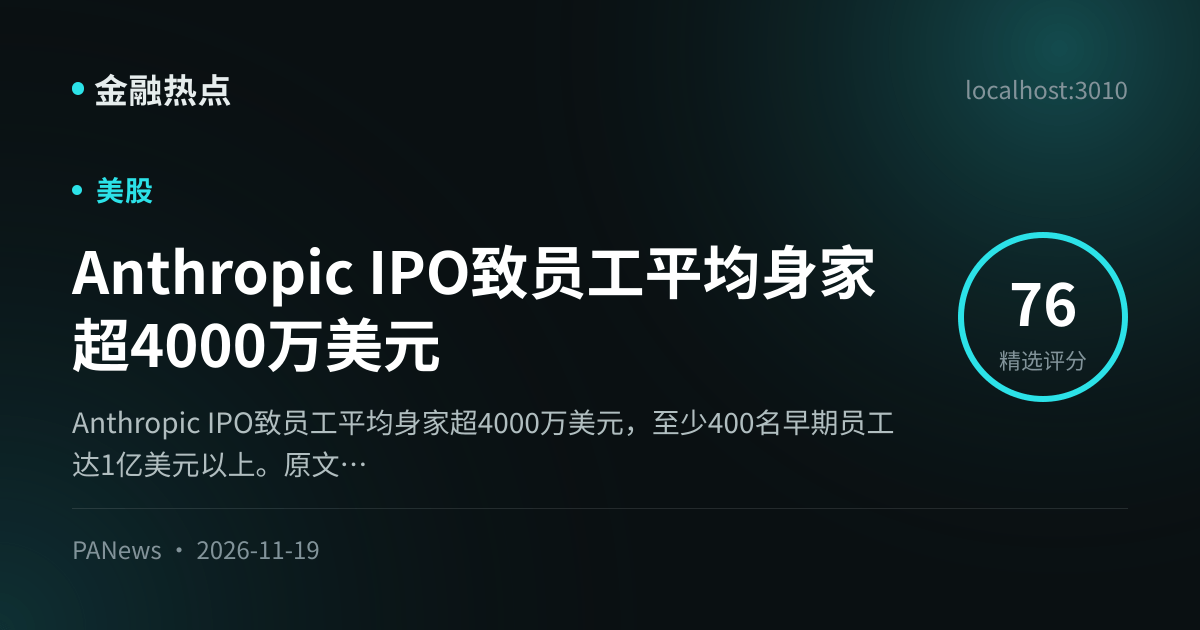 金融热点
localhost:3010
美股
Anthropic IPO致员工平均身家
超4000万美元
76
精选评分
Anthropic IPO致员工平均身家超4000万美元，至少400名早期员工
达1亿美元以上。原文…
PANews • 2026-11-19